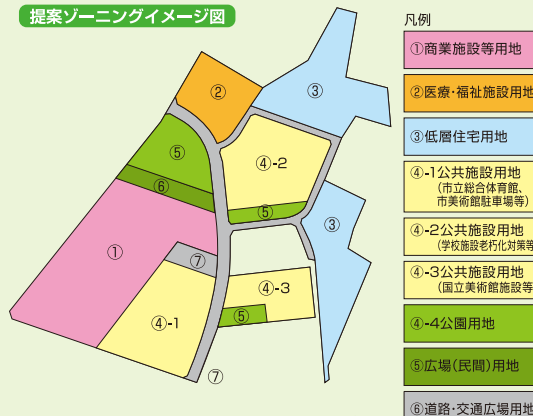 提案ゾーニングイメージ図
凡例
①商業施設等用地
②医療・福祉施設用地
③低層住宅用地
④-1公共施設用地
(市立総合体育館、
市美術館駐車場等)
④-2公共施設用地
(学校施設老朽化対策等
④-3公共施設用地
(国立美術館施設等
④-4公園用地
⑤広場(民間)用地
⑥道路・交通広場用地
②
③
⑤
④-2
⑥
⑤
③
①
⑦
④-3
⑤
④-1
⑦